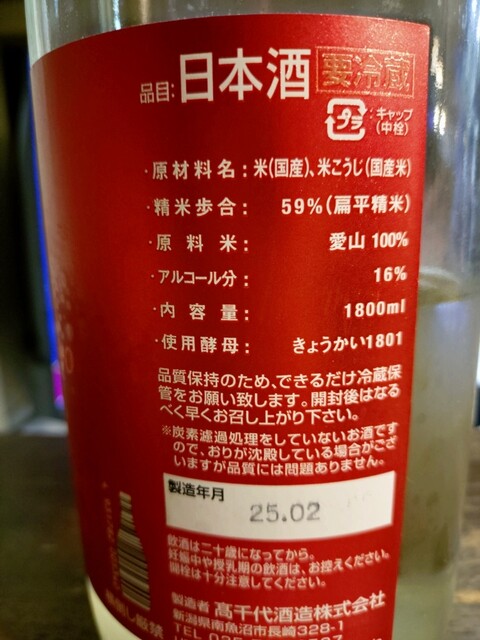 品目：日本酒 要冷蔵
プラ キャップ
（中栓）
・原材料名：米（国産）、米こうじ（国産米）
・精米歩合：59%（扁平精米）
・原料米：愛山 100%
・アルコール分：16%
・内容量：1800ml
・使用酵母：きょうかい1801
品質保持のため、できるだけ冷蔵保
管をお願い致します。開封後はなる
べく早くお召し上がり下さい。
※炭素濾過処理をしていないお酒です
ので、おりが沈殿している場合がござ
いますが品質には問題ありません。
製造年月
25.02
飲酒は二十歳になってから。
妊娠中や授乳期の飲酒は、お控えください。
開栓は十分注意してください。
製造者 髙千代酒造株式会社
新潟県南魚沼市長崎328-1
横倒し厳禁